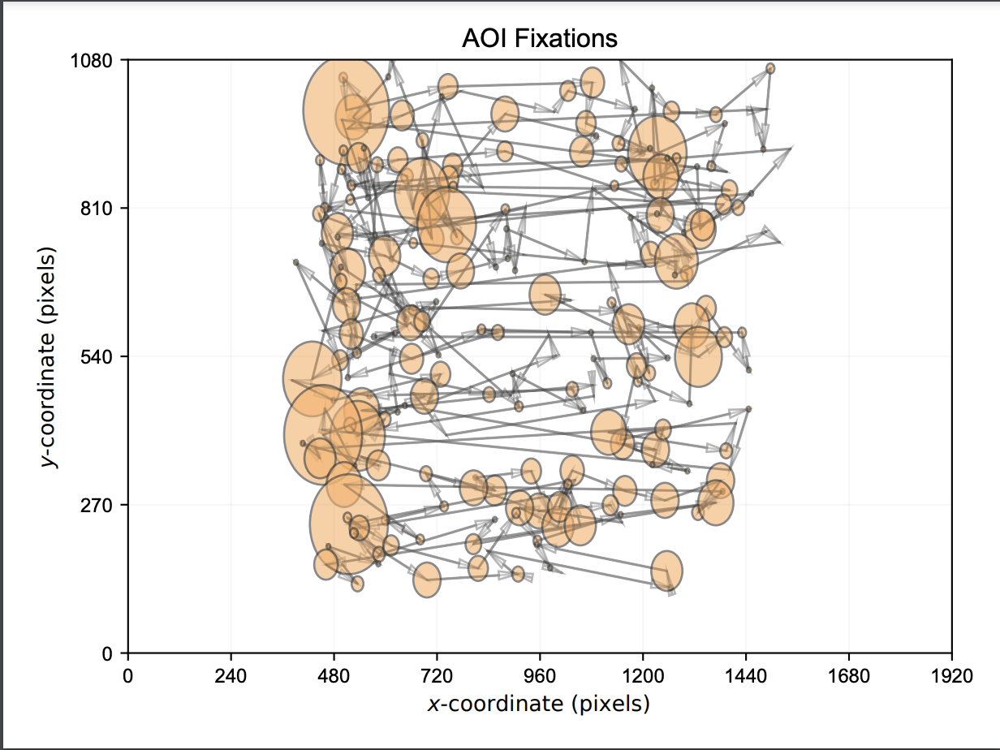 AOI Fixations
1080
810
540
270
0
0 240 480 720 960 1200 1440 1680 1920
y-coordinate (pixels)
x-coordinate (pixels)